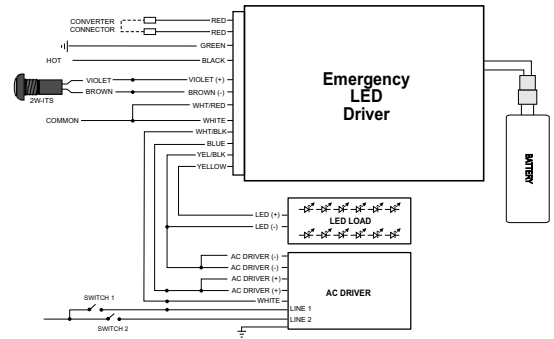 CONVERTER
CONNECTOR
RED
RED
GREEN
HOT
BLACK
VIOLET
VIOLET (+)
BROWN
BROWN (-)
2W-ITS
WHT/RED
COMMON
WHITE
WHT/BLK
BLUE
YEL/BLK
YELLOW
Emergency
LED
Driver
BATTERY
LED (+)
LED LOAD
LED (-)
AC DRIVER (-)
AC DRIVER (-)
AC DRIVER (+)
AC DRIVER (+)
AC DRIVER
WHITE
SWITCH 1
LINE 1
LINE 2
SWITCH 2